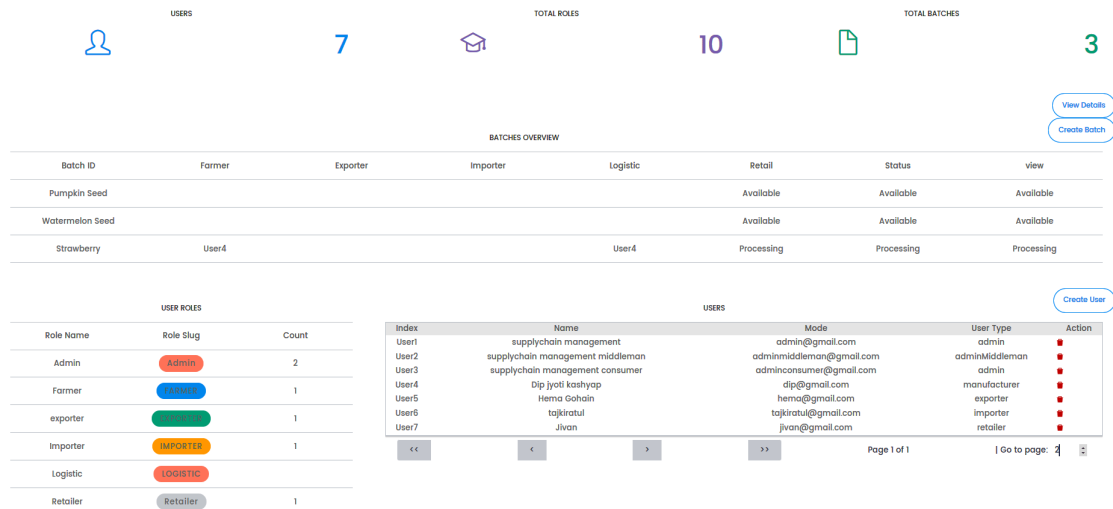 USERS TOTAL ROLES TOTAL BATCHES
7 10 3
View Details
Create Batch
BATCHES OVERVIEW
Batch ID Farmer Exporter Importer Logistic Retail Status view
Pumpkin Seed Available Available Available
Watermelon Seed Available Available Available
Strawberry User4 User4 Processing Processing Processing
Create User
USER ROLES
Role Name Role Slug Count
Admin Admin 2
Farmer FARMER 1
exporter EXPORTER 1
Importer IMPORTER 1
Logistic LOGISTIC
Retailer Retailer 1
USERS
Index Name Mode User Type Action
User1 supplychain management admin@gmail.com admin
User2 supplychain management middleman adminmiddleman@gmail.com adminMiddleman
User3 supplychain management consumer adminconsumer@gmail.com admin
User4 Dip jyoti kashyap dip@gmail.com manufacturer
User5 Hema Gohain hema@gmail.com exporter
User6 tajkiratul tajkiratul@gmail.com importer
User7 Jivan jivan@gmail.com retailer
<< < > >> Page 1 of 1 | Go to page: 2